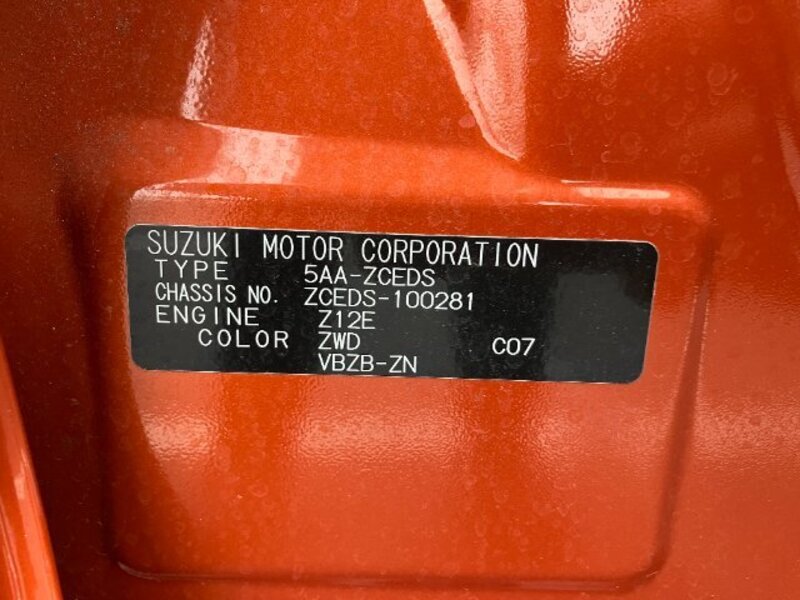 SUZUKI MOTOR CORPORATION
TYPE 5AA-ZCEDS
CHASSIS NO. ZCEDS-100281
ENGINE Z12E
COLOR ZWD C07
VBZB-ZN